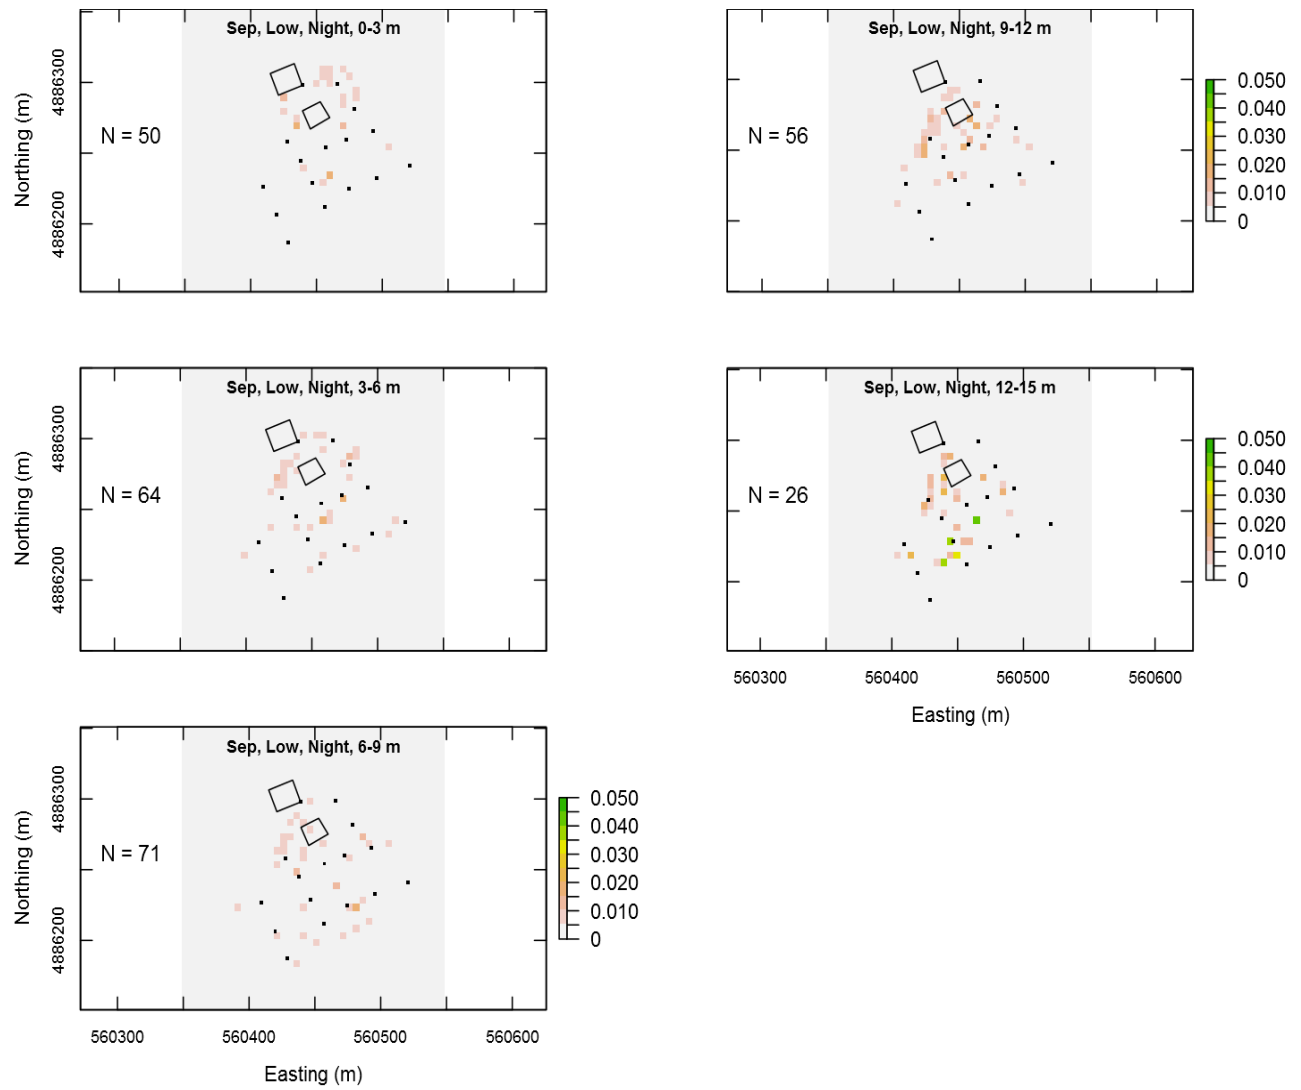 Sep, Low, Night, 0-3 m
N = 50
Northing (m)
4886300
4886200
Sep, Low, Night, 9-12 m
N = 56
0.050
0.040
0.030
0.020
0.010
0
Sep, Low, Night, 3-6 m
N = 64
Northing (m)
4886300
4886200
Sep, Low, Night, 12-15 m
N = 26
0.050
0.040
0.030
0.020
0.010
0
560300 560400 560500 560600
Easting (m)
Sep, Low, Night, 6-9 m
N = 71
Northing (m)
4886300
4886200
0.050
0.040
0.030
0.020
0.010
0
560300 560400 560500 560600
Easting (m)